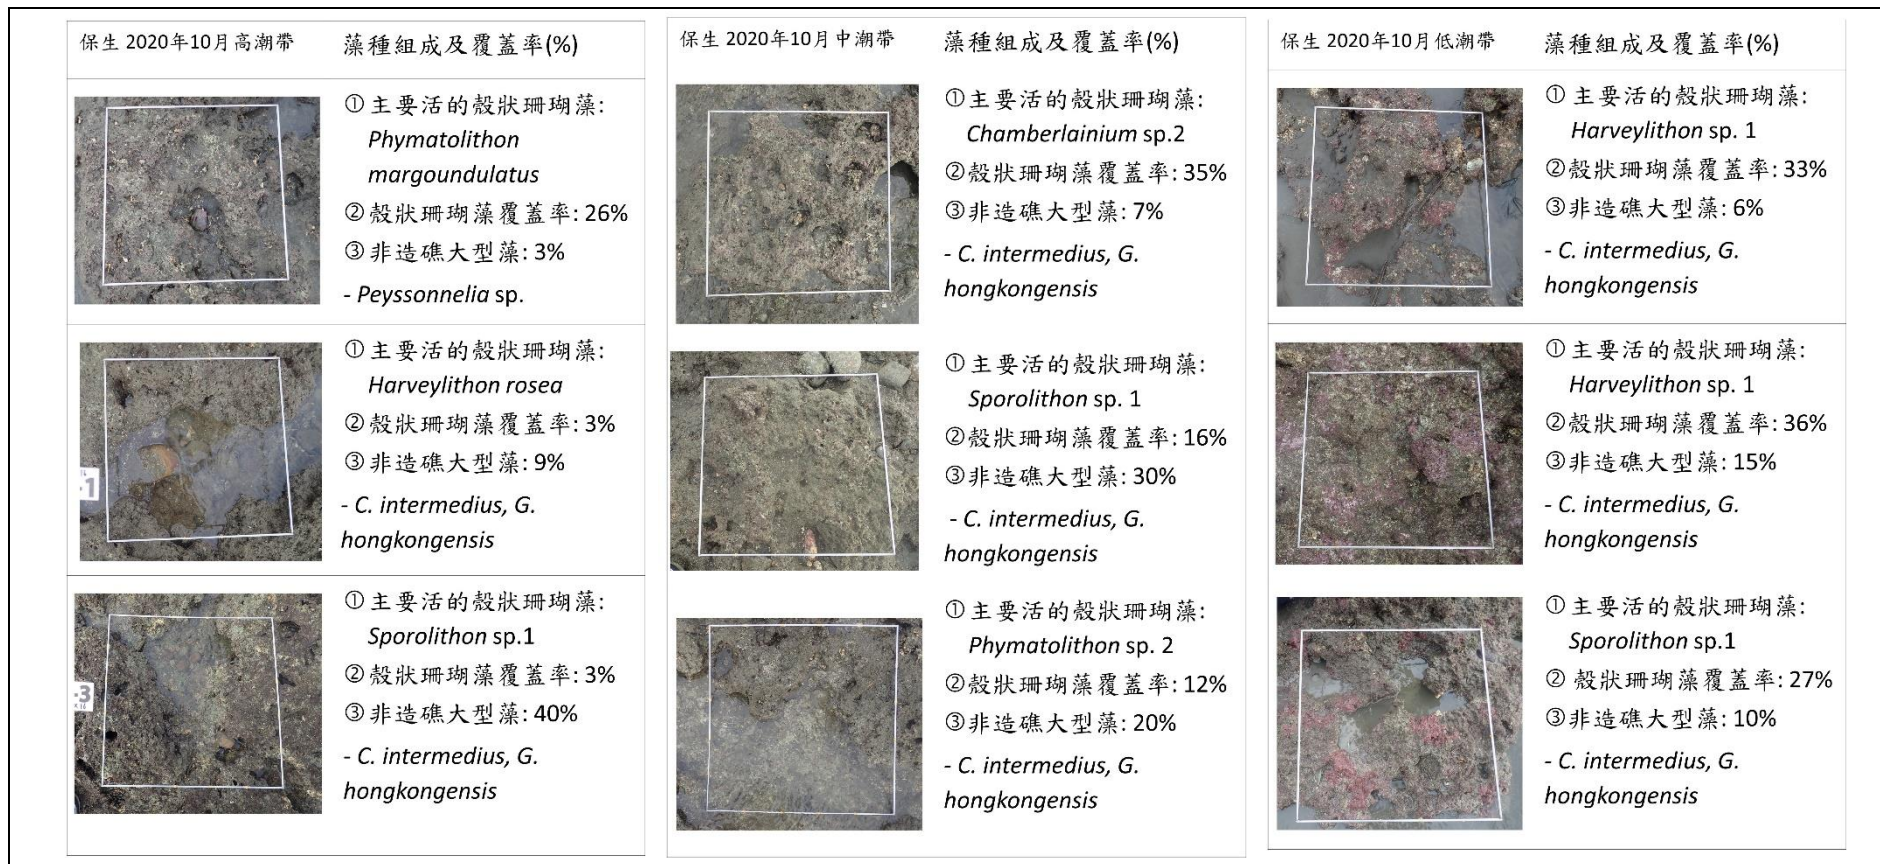 保生 2020年10月高潮帶
藻種組成及覆蓋率(%)
①主要活的殼狀珊瑚藻:
Phymatolithon
margoundulatus
②殼狀珊瑚藻覆蓋率: 26%
③非造礁大型藻: 3%
- Peyssonnelia sp.
①主要活的殼狀珊瑚藻:
Harveylithon rosea
②殼狀珊瑚藻覆蓋率: 3%
③非造礁大型藻: 9%
- C. intermedius, G.
hongkongensis
-1
①主要活的殼狀珊瑚藻:
Sporolithon sp.1
②殼狀珊瑚藻覆蓋率: 3%
③非造礁大型藻: 40%
- C. intermedius, G.
hongkongensis
-3
保生 2020年10月中潮帶
藻種組成及覆蓋率(%)
①主要活的殼狀珊瑚藻:
Chamberlainium sp.2
②殼狀珊瑚藻覆蓋率: 35%
③非造礁大型藻: 7%
- C. intermedius, G.
hongkongensis
①主要活的殼狀珊瑚藻:
Sporolithon sp. 1
②殼狀珊瑚藻覆蓋率: 16%
③非造礁大型藻: 30%
- C. intermedius, G.
hongkongensis
①主要活的殼狀珊瑚藻:
Phymatolithon sp. 2
②殼狀珊瑚藻覆蓋率: 12%
③非造礁大型藻: 20%
- C. intermedius, G.
hongkongensis
保生 2020年10月低潮帶
藻種組成及覆蓋率(%)
① 主要活的殼狀珊瑚藻:
Harveylithon sp. 1
②殼狀珊瑚藻覆蓋率: 33%
③非造礁大型藻: 6%
- C. intermedius, G.
hongkongensis
① 主要活的殼狀珊瑚藻:
Harveylithon sp. 1
②殼狀珊瑚藻覆蓋率: 36%
③非造礁大型藻: 15%
- C. intermedius, G.
hongkongensis
① 主要活的殼狀珊瑚藻:
Sporolithon sp.1
② 殼狀珊瑚藻覆蓋率: 27%
③非造礁大型藻: 10%
- C. intermedius, G.
hongkongensis